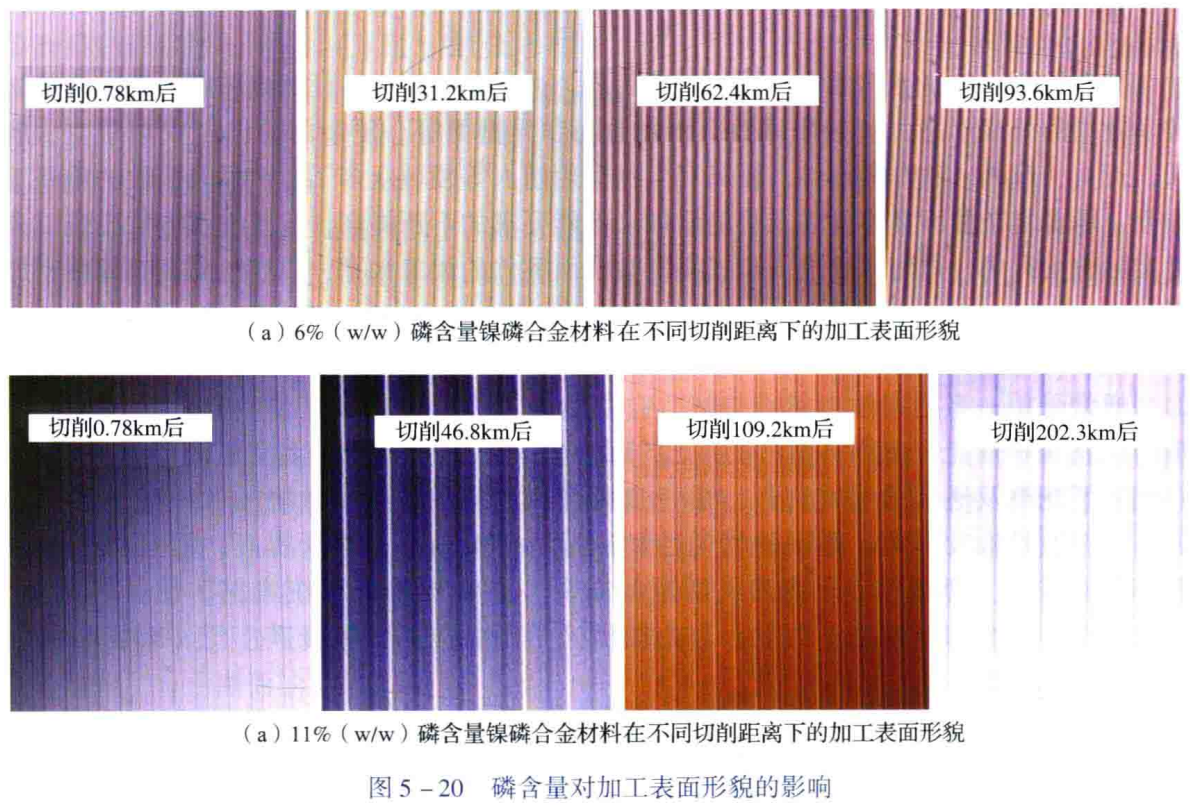 切削0.78km后
切削31.2km后
切削62.4km后
切削93.6km后
(a)6%(w/w)磷含量镍磷合金材料在不同切削距离下的加工表面形貌
切削0.78km后
切削46.8km后
切削109.2km后
切削202.3km后
(a)11%(w/w)磷含量镍磷合金材料在不同切削距离下的加工表面形貌
图5-20 磷含量对加工表面形貌的影响